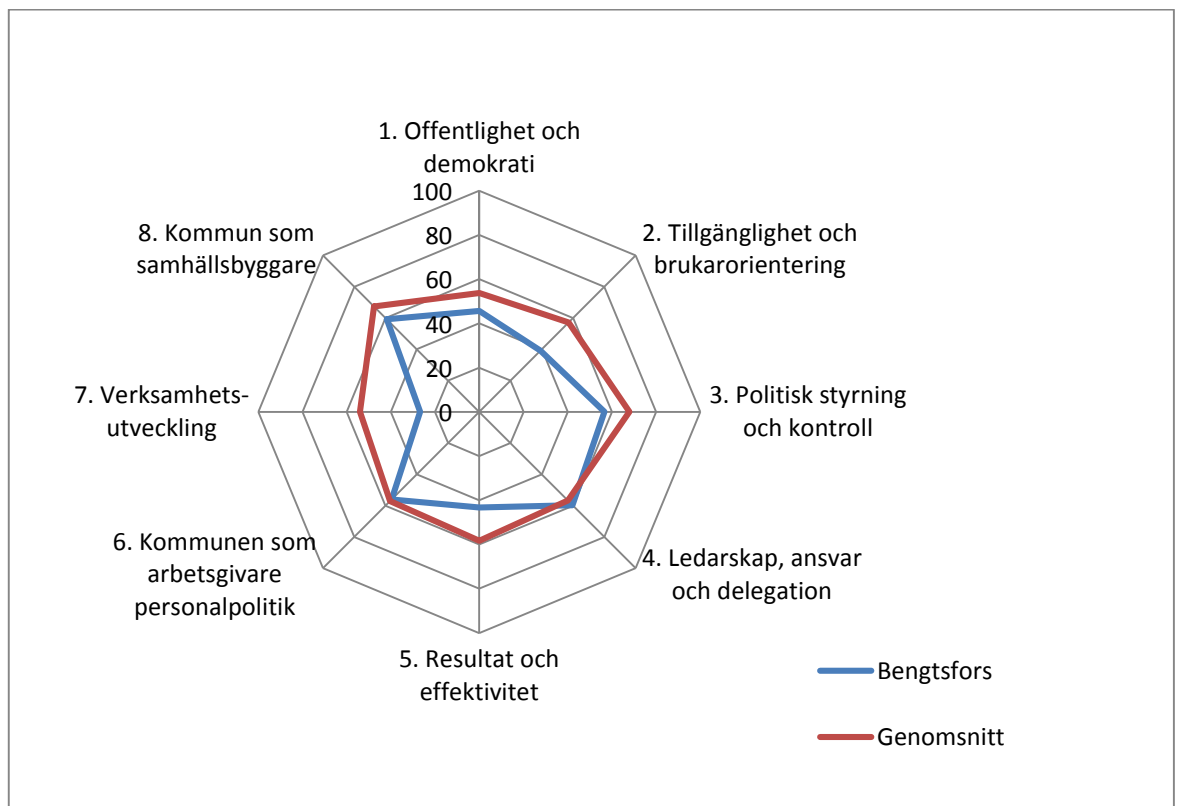 1. Offentlighet och
demokrati
100
80
60
40
20
0
2. Tillgänglighet och
brukarorientering
3. Politisk styrning
och kontroll
4. Ledarskap, ansvar
och delegation
5. Resultat och
effektivitet
6. Kommunen som
arbetsgivare
personalpolitik
7. Verksamhets-
utveckling
8. Kommun som
samhällsbyggare
Bengtsfors
Genomsnitt